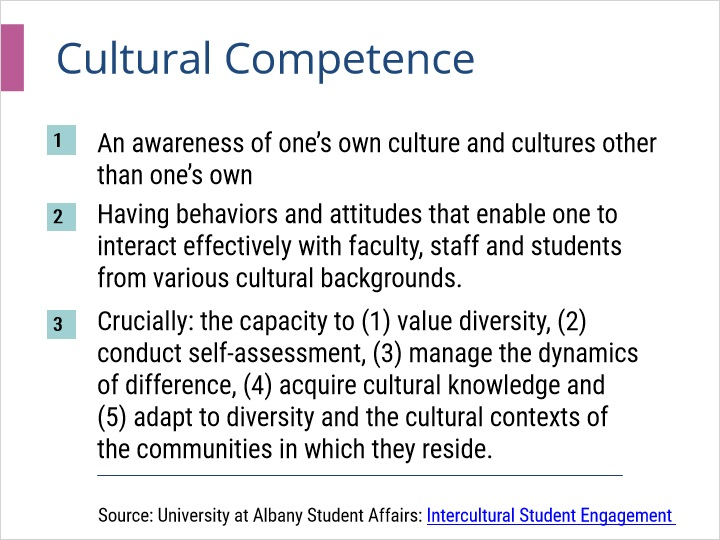 Cultural Competence
1 An awareness of one’s own culture and cultures other
than one’s own
2 Having behaviors and attitudes that enable one to
interact effectively with faculty, staff and students
from various cultural backgrounds.
3 Crucially: the capacity to (1) value diversity, (2)
conduct self-assessment, (3) manage the dynamics
of difference, (4) acquire cultural knowledge and
(5) adapt to diversity and the cultural contexts of
the communities in which they reside.
Source: University at Albany Student Affairs: Intercultural Student Engagement